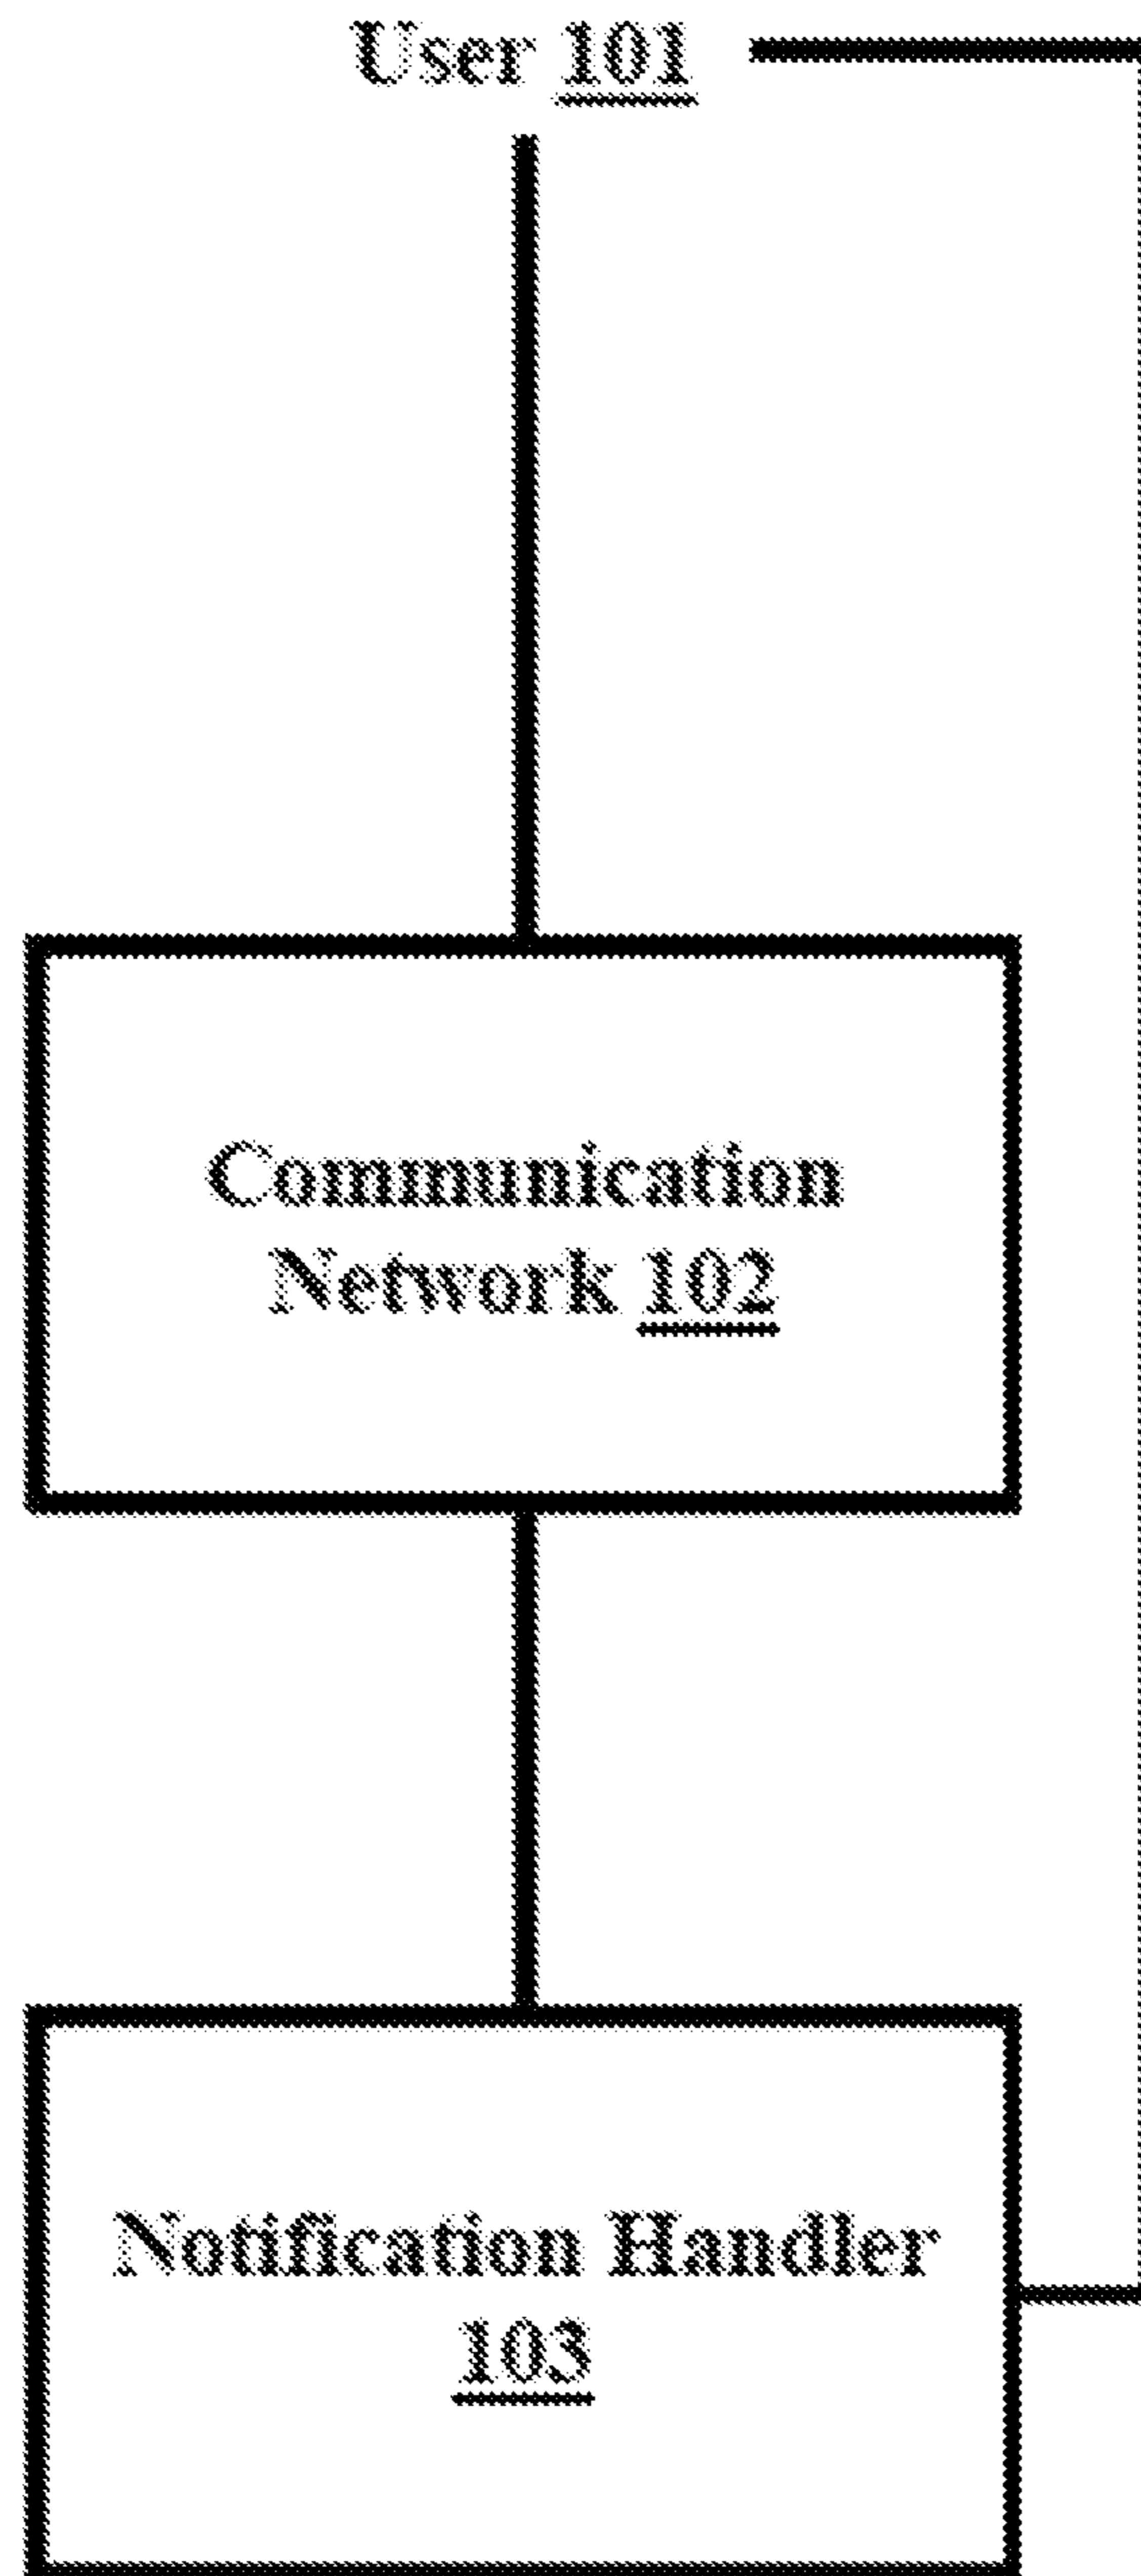 User 101
Communication
Network 102
Notification Handler
103